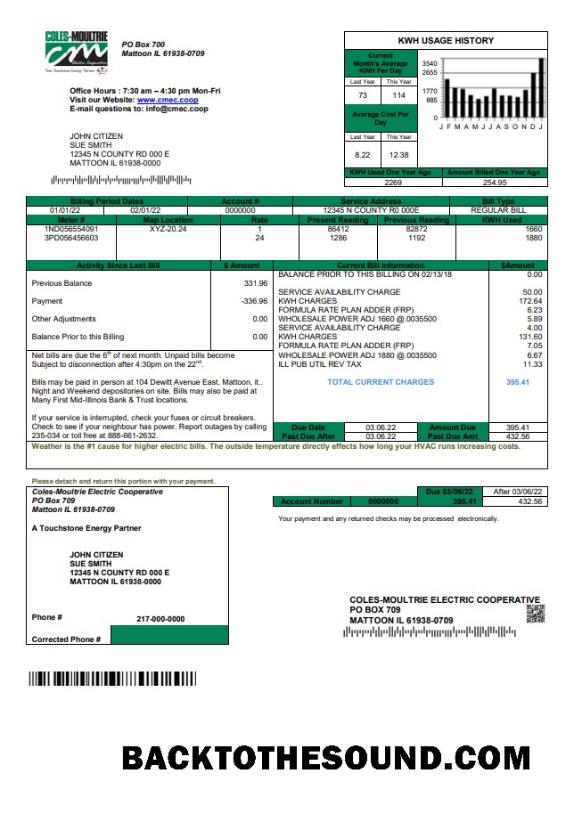 COLES-MOULTRIE
cm
Electric Cooperative
Your Touchstone Energy® Partner
PO Box 700
Mattoon IL 61938-0709
Office Hours : 7:30 am – 4:30 pm Mon-Fri
Visit our Website: www.cmec.coop
E-mail questions to: info@cmec.coop
JOHN CITIZEN
SUE SMITH
12345 N COUNTY RD 000 E
MATTOON IL 61938-0000
KWH USAGE HISTORY
Current Month's Average KWH Per Day
Last Year This Year
73 114
Average Cost Per Day
Last Year This Year
8.22 12.38
3540
2655
1770
885
0
J F M A M J J A S O N D J
KWH Used One Year Ago Amount Billed One Year Ago
2269 254.95
Billing Period Dates Account # Service Address Bill Type
01/01/22 02/01/22 0000000 12345 N COUNTY R0 000E REGULAR BILL
Meter # Map Location Rate Present Reading Previous Reading KWH Used
1ND056554091 XYZ-20.24 1 86412 82872 1660
3PD056456603 24 1286 1192 1880
Activity Since Last Bill $ Amount
Previous Balance 331.96
Payment -336.96
Other Adjustments 0.00
Balance Prior to this Billing 0.00
Net bills are due the 6th of next month. Unpaid bills become
Subject to disconnection after 4:30pm on the 22nd.
Bills may be paid in person at 104 Dewitt Avenue East, Mattoon, it..
Night and Weekend depositories on site. Bills may also be paid at
Many First Mid-Illinois Bank & Trust locations.
If your service is interrupted, check your fuses or circuit breakers.
Check to see if your neighbour has power. Report outages by calling
235-034 or toll free at 888-661-2632.
Current Bill Information $Amount
BALANCE PRIOR TO THIS BILLING ON 02/13/18 0.00
SERVICE AVAILABILITY CHARGE 50.00
KWH CHARGES 172.64
FORMULA RATE PLAN ADDER (FRP) 6.23
WHOLESALE POWER ADJ 1660 @.0035500 5.89
SERVICE AVAILABILITY CHARGE 4.00
KWH CHARGES 131.60
FORMULA RATE PLAN ADDER (FRP) 7.05
WHOLESALE POWER ADJ 1880 @.0035500 6.67
ILL PUB UTIL REV TAX 11.33
TOTAL CURRENT CHARGES 395.41
Due Date 03.06.22 Amount Due 395.41
Past Due After 03.06.22 Past Due Amt 432.56
Weather is the #1 cause for higher electric bills. The outside temperature directly effects how long your HVAC runs increasing costs.
Please detach and return this portion with your payment.
Coles-Moultrie Electric Cooperative
PO Box 709
Mattoon IL 61938-0709
A Touchstone Energy Partner
JOHN CITIZEN
SUE SMITH
12345 N COUNTY RD 000 E
MATTOON IL 61938-0000
Phone # 217-000-0000
Corrected Phone #
Due 03/06/22 After 03/06/22
Account Number 0000000 395.41 432.56
Your payment and any returned checks may be processed electronically.
COLES-MOULTRIE ELECTRIC COOPERATIVE
PO BOX 709
MATTOON IL 61938-0709
BACKTOTHESOUND.COM